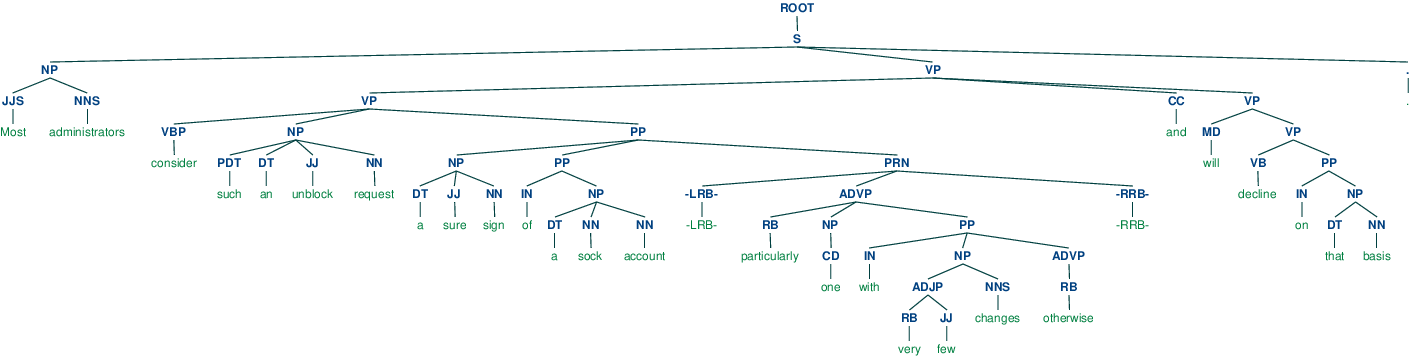 ROOT
S
NP VP .
JJS NNS VP CC VP .
Most administrators VBP NP PP and MD VP
consider PDT DT JJ NN NP PP PRN will VB PP
such an unblock request DT JJ NN IN NP -LRB- ADVP -RRB- decline IN NP
a sure sign of DT NN NN -LRB- RB NP PP -RRB- on DT NN
a sock account particularly CD IN NP ADVP that basis
one with ADJP NNS RB
RB JJ changes otherwise
very few